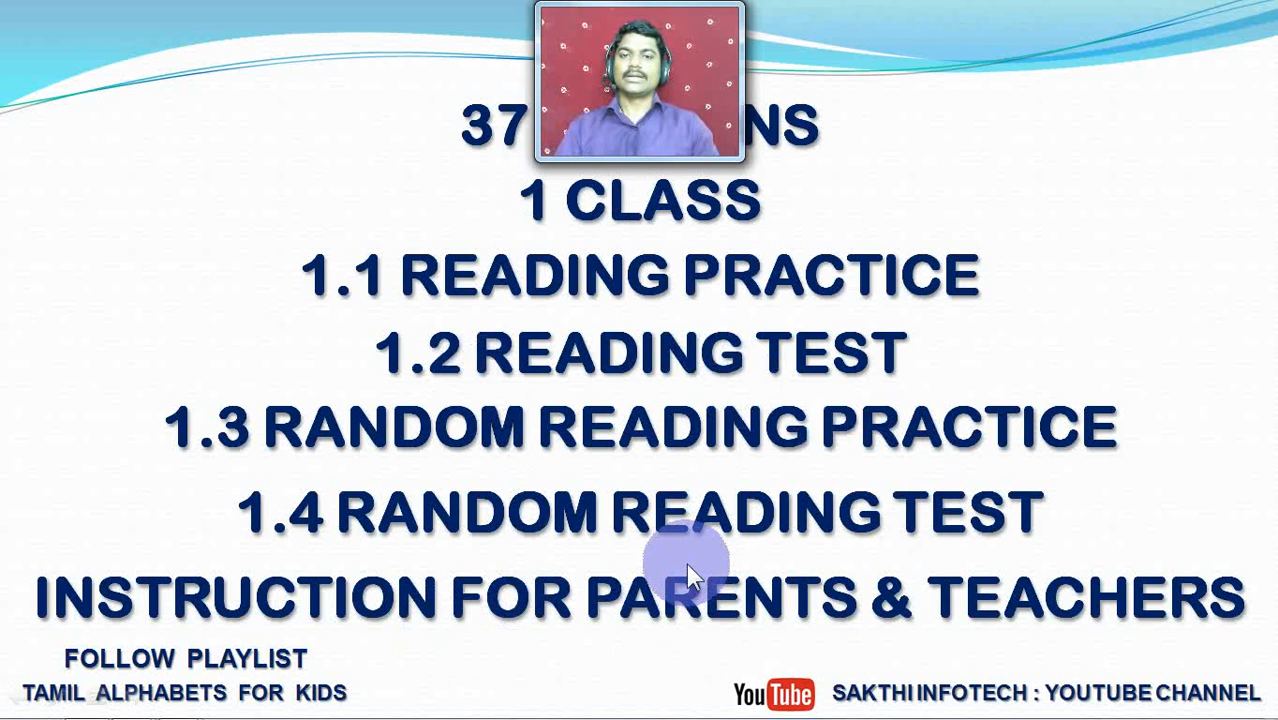 37 NS
1 CLASS
1.1 READING PRACTICE
1.2 READING TEST
1.3 RANDOM READING PRACTICE
1.4 RANDOM READING TEST
INSTRUCTION FOR PARENTS & TEACHERS
FOLLOW PLAYLIST
TAMIL ALPHABETS FOR KIDS
YouTube SAKTHI INFOTECH : YOUTUBE CHANNEL